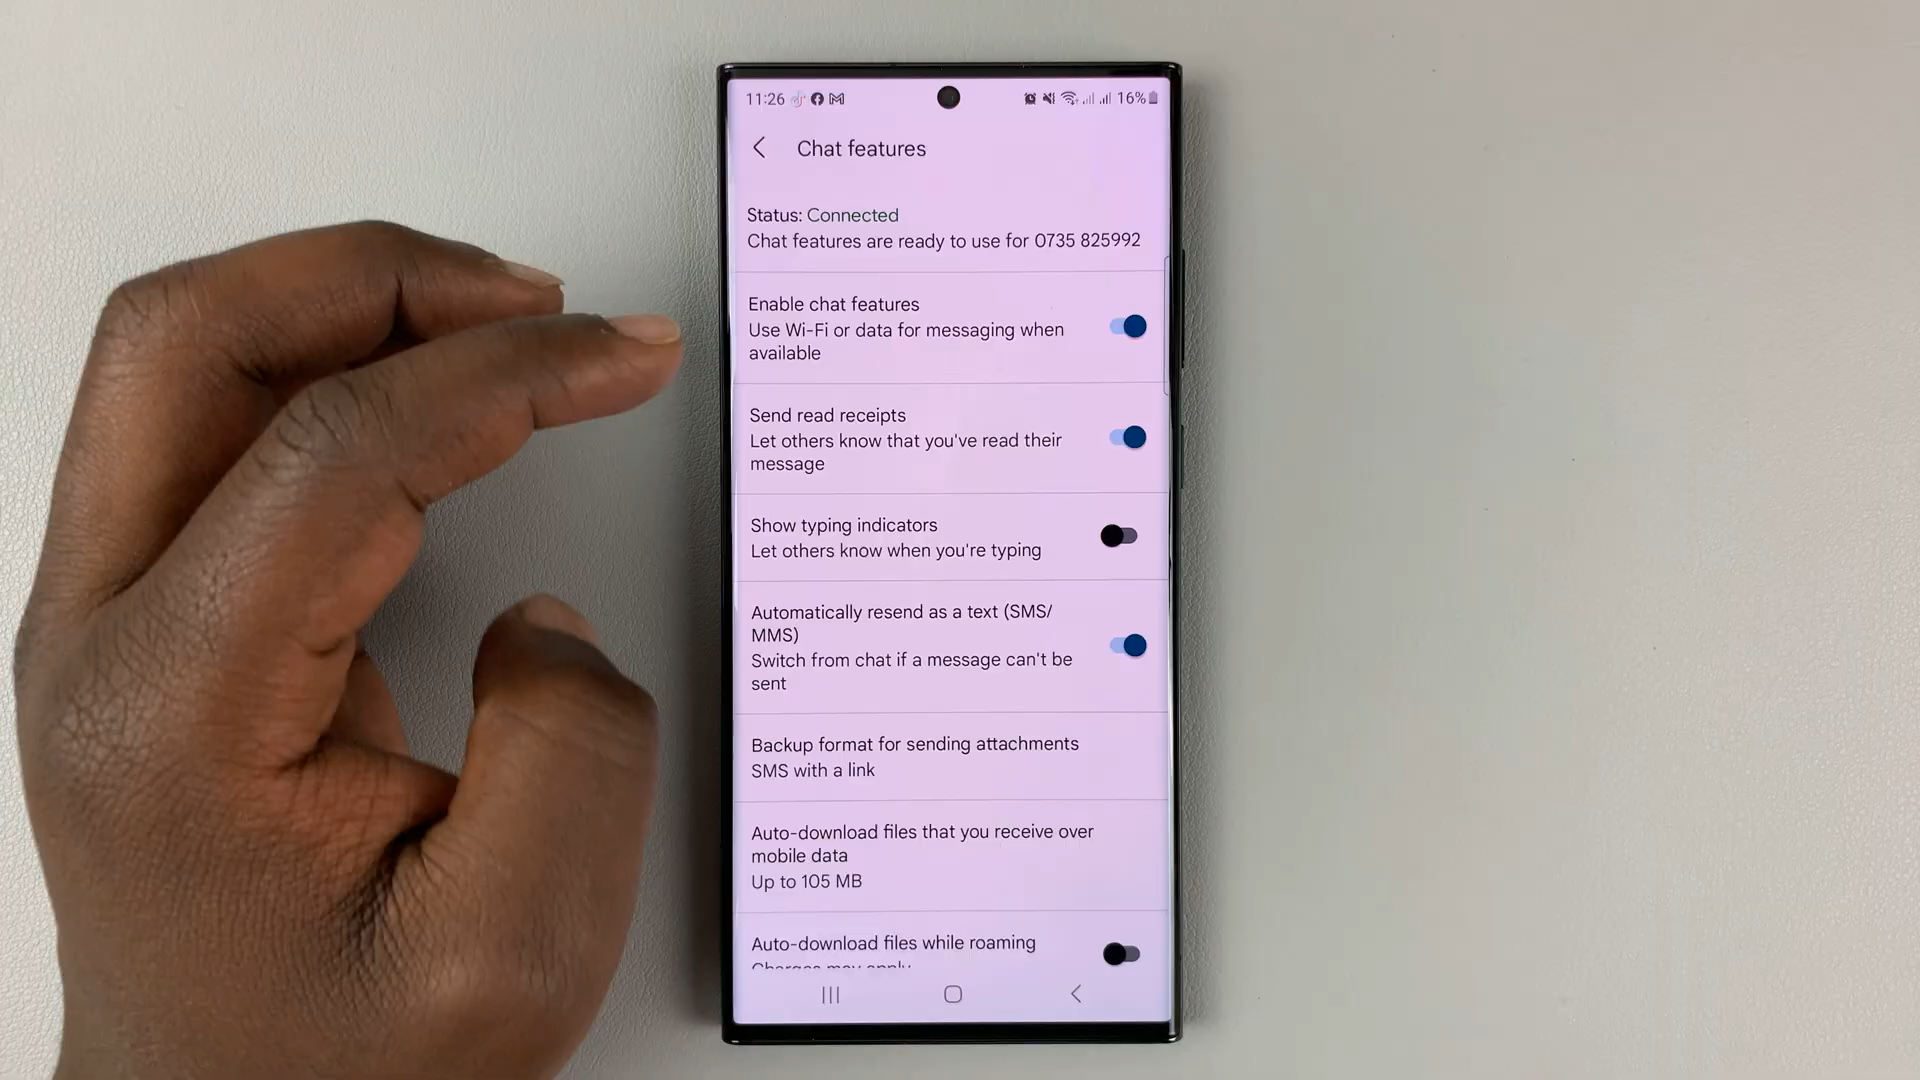 11:26 16%
Chat features
Status: Connected
Chat features are ready to use for 0735 825992
Enable chat features
Use Wi-Fi or data for messaging when
available
Send read receipts
Let others know that you've read their
message
Show typing indicators
Let others know when you're typing
Automatically resend as a text (SMS/
MMS)
Switch from chat if a message can't be
sent
Backup format for sending attachments
SMS with a link
Auto-download files that you receive over
mobile data
Up to 105 MB
Auto-download files while roaming
Charges may apply